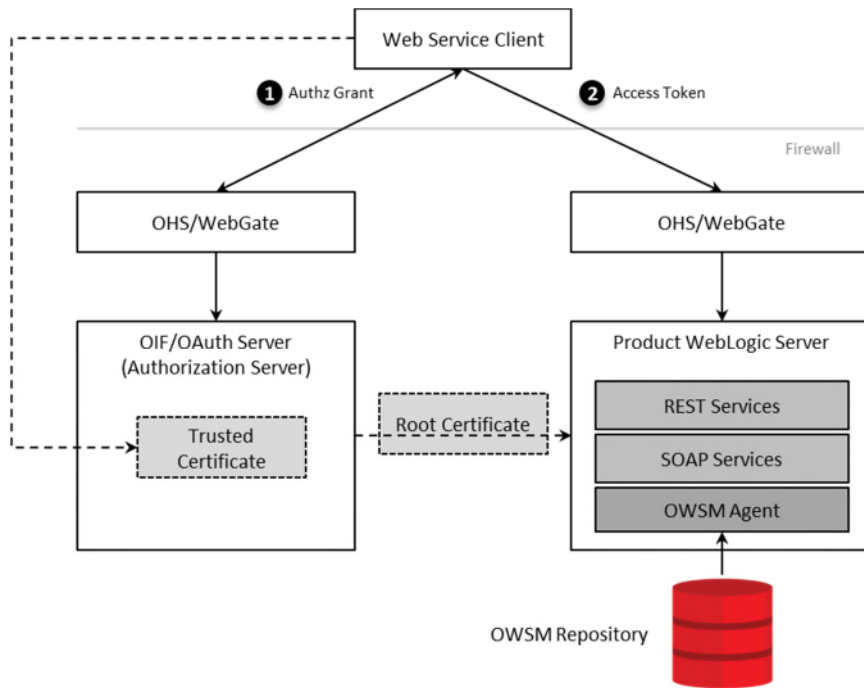 Web Service Client
1 Authz Grant
2 Access Token
Firewall
OHS/WebGate
OHS/WebGate
OIF/OAuth Server
(Authorization Server)
Trusted
Certificate
Root Certificate
Product WebLogic Server
REST Services
SOAP Services
OWSM Agent
OWSM Repository